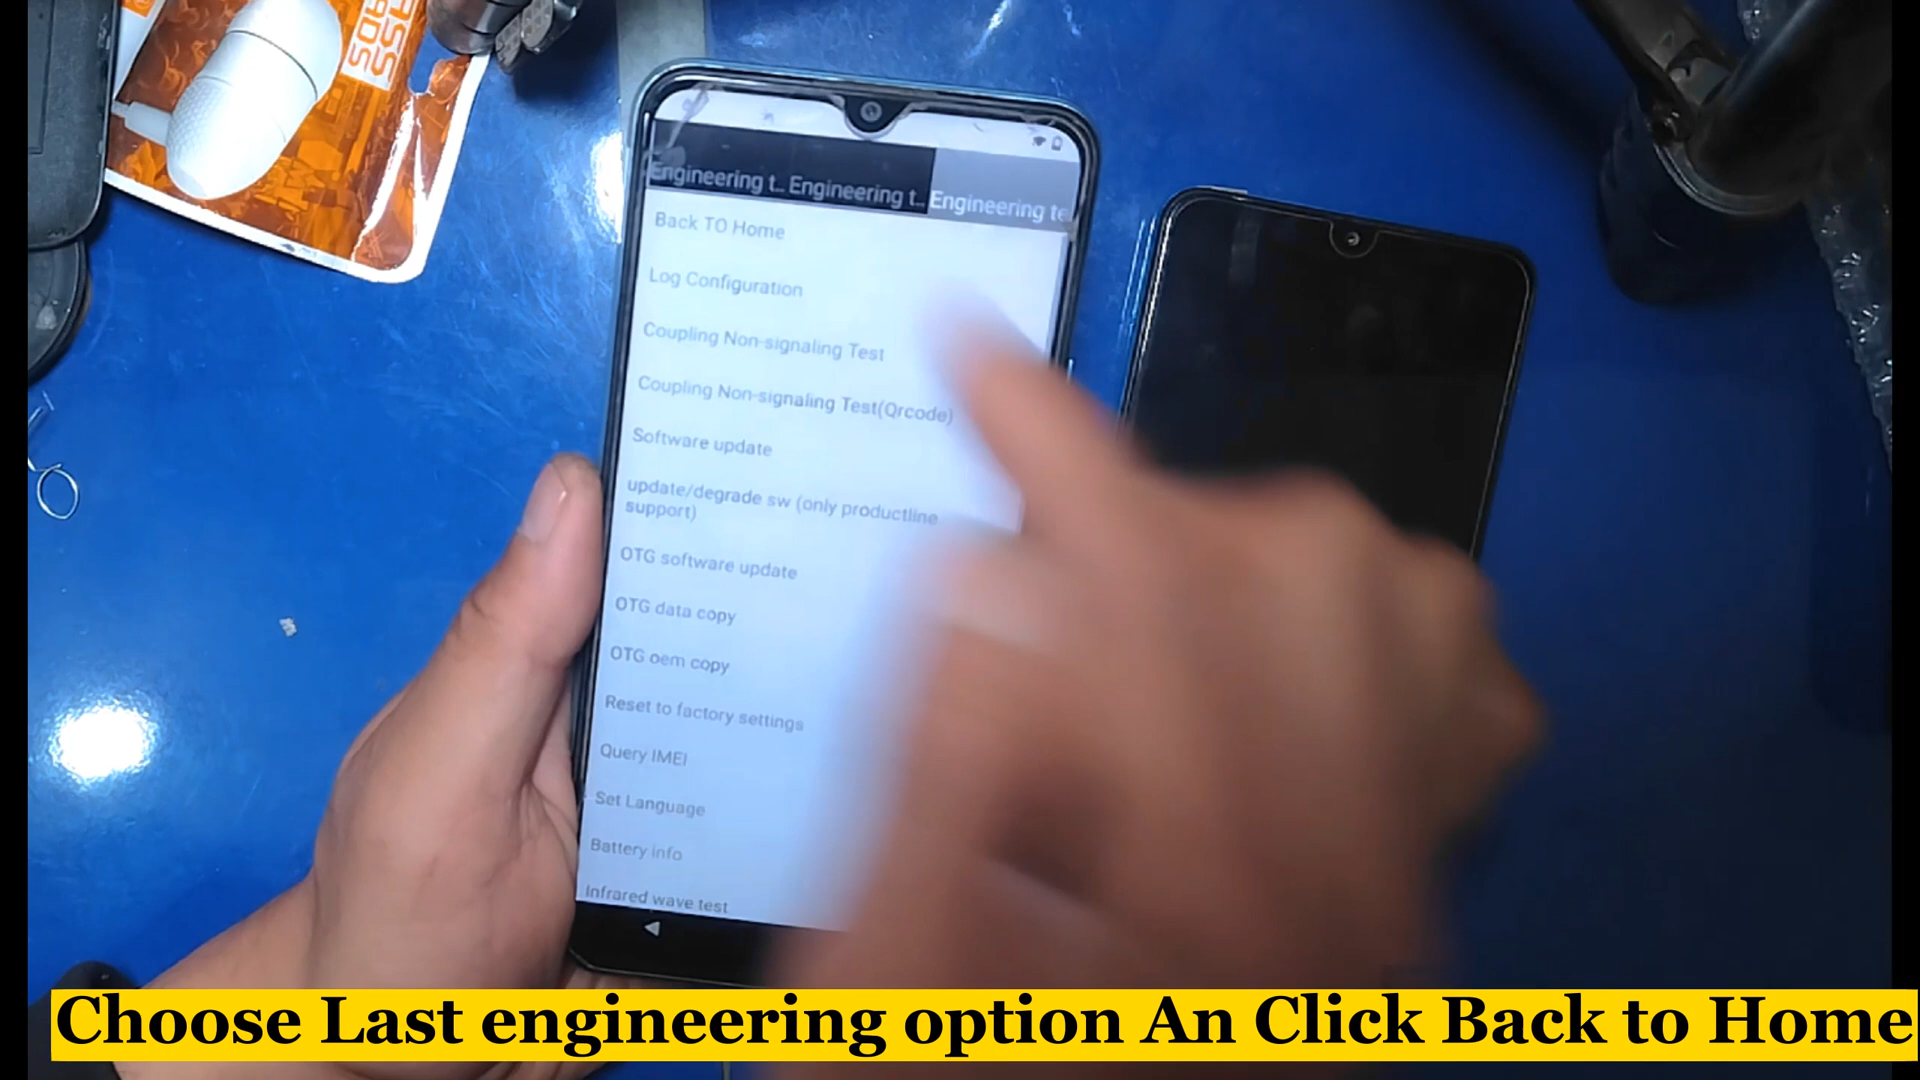 ASS
ADS
Engineering t... Engineering t... Engineering te
Back TO Home
Log Configuration
Coupling Non-signaling Test
Coupling Non-signaling Test(Qrcode)
Software update
update/degrade sw (only productline
support)
OTG software update
OTG data copy
OTG oem copy
Reset to factory settings
Query IMEI
Set Language
Battery info
Infrared wave test
Choose Last engineering option An Click Back to Home